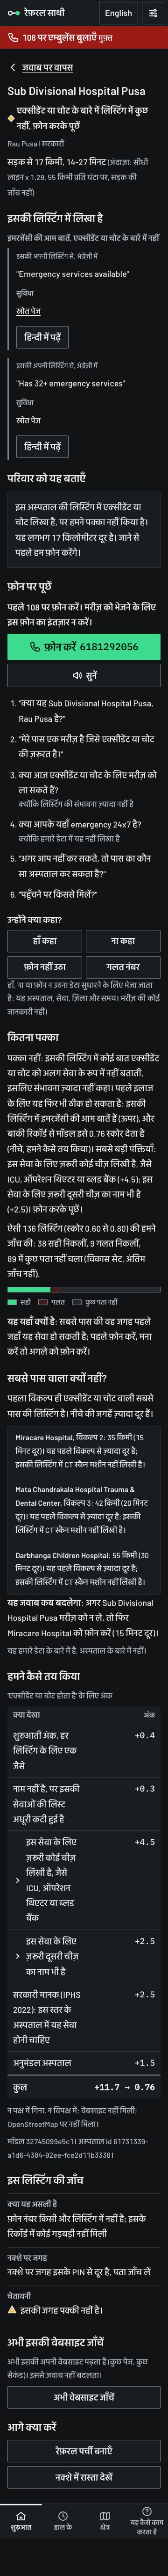 रेफ़रल साथी
English
108 पर एम्बुलेंस बुलाएँ मुफ़्त
जवाब पर वापस
Sub Divisional Hospital Pusa
एक्सीडेंट या चोट के बारे में लिस्टिंग में कुछ
नहीं, फ़ोन करके पूछें
Rau Pusa। सरकारी
सड़क से 17 किमी, 14-27 मिनट (अंदाज़ा: सीधी
लाइन x 1.29, 55 किमी प्रति घंटा पर, सड़क की
जाँच नहीं)
इसकी लिस्टिंग में लिखा है
इमरजेंसी की आम बातें, एक्सीडेंट या चोट के बारे में नहीं
इसकी अपनी लिस्टिंग से, अंग्रेज़ी में
"Emergency services available"
सुविधा
स्रोत पेज
हिन्दी में पढ़ें
इसकी अपनी लिस्टिंग से, अंग्रेज़ी में
"Has 32+ emergency services"
सुविधा
स्रोत पेज
हिन्दी में पढ़ें
परिवार को यह बताएँ
इस अस्पताल की लिस्टिंग में एक्सीडेंट या
चोट लिखा है, पर हमने पक्का नहीं किया है।
यह लगभग 17 किलोमीटर दूर है। जाने से
पहले हम फ़ोन करेंगे।
फ़ोन पर पूछें
पहले 108 पर फ़ोन करें। मरीज़ को भेजने के लिए
इस फ़ोन का इंतज़ार न करें।
फ़ोन करें 6181292056
सुनें
1. "क्या यह Sub Divisional Hospital Pusa,
Rau Pusa है?"
2. "मेरे पास एक मरीज़ है जिसे एक्सीडेंट या चोट
की ज़रूरत है।"
3. क्या आज एक्सीडेंट या चोट के लिए मरीज़ को
ला सकते हैं?
क्योंकि लिस्टिंग की संभावना ज़्यादा नहीं है
4. क्या आपके यहाँ emergency 24x7 है?
क्योंकि हमारे डेटा में यह नहीं लिखा है
5. "अगर आप नहीं कर सकते, तो पास का कौन
सा अस्पताल कर सकता है?"
6. "पहुँचने पर किससे मिलें?"
उन्होंने क्या कहा?
हाँ कहा
ना कहा
फ़ोन नहीं उठा
गलत नंबर
हाँ, ना या फ़ोन न उठना डेटा सुधारने के लिए भेजा जाता
है: यह अस्पताल, सेवा, ज़िला और समय। मरीज़ की कोई
जानकारी नहीं।
कितना पक्का
पक्का नहीं: इसकी लिस्टिंग में कोई बात एक्सीडेंट
या चोट को अलग सेवा के रूप में नहीं बताती,
इसलिए संभावना ज़्यादा नहीं कहा। पहले इलाज
के लिए यह फिर भी ठीक हो सकता है: इसकी
लिस्टिंग में इमरजेंसी की आम बातें हैं (ऊपर), और
बाकी रिकॉर्ड से मॉडल इसे 0.76 स्कोर देता है
(नीचे, हमने कैसे तय किया)। सबसे बड़ी पंक्तियाँ:
इस सेवा के लिए ज़रूरी कोई चीज़ लिखी है, जैसे
ICU, ऑपरेशन थिएटर या ब्लड बैंक (+4.5); इस
सेवा के लिए ज़रूरी दूसरी चीज़ का नाम भी है
(+2.5)। फ़ोन करके पूछें।
ऐसी 136 लिस्टिंग (स्कोर 0.60 से 0.80) की हमने
जाँच की: 38 सही निकलीं, 9 गलत निकलीं,
89 में कुछ पता नहीं चला (विकास सेट, अंतिम
जाँच नहीं).
सही
गलत
कुछ पता नहीं
यह यहाँ क्यों है: सबसे पास की वह जगह पहले
जहाँ यह सेवा हो सकती है; पहले फ़ोन करें, मना
करें तो अगले को फ़ोन करें।
सबसे पास वाला क्यों नहीं?
पहला विकल्प ही एक्सीडेंट या चोट वाली सबसे
पास की लिस्टिंग है। नीचे की जगहें ज़्यादा दूर हैं।
Miracore Hospital, विकल्प 2: 35 किमी (15
मिनट दूर)। यह पहले विकल्प से ज़्यादा दूर है;
इसकी लिस्टिंग में CT स्कैन मशीन नहीं लिखी है।
Mata Chandrakala Hospital Trauma &
Dental Center, विकल्प 3: 42 किमी (20 मिनट
दूर)। यह पहले विकल्प से ज़्यादा दूर है; इसकी
लिस्टिंग में CT स्कैन मशीन नहीं लिखी है।
Darbhanga Children Hospital: 55 किमी (30
मिनट दूर)। यह पहले विकल्प से ज़्यादा दूर है;
इसकी लिस्टिंग में CT स्कैन मशीन नहीं लिखी है।
यह जवाब कब बदलेगा: अगर Sub Divisional
Hospital Pusa मरीज़ को न ले, तो फिर
Miracore Hospital को फ़ोन करें (15 मिनट दूर)।
यह हमारे डेटा के बारे में है, अस्पताल के बारे में नहीं।
हमने कैसे तय किया
'एक्सीडेंट या चोट होता है' के लिए अंक
क्या देखा
अंक
शुरुआती अंक, हर
लिस्टिंग के लिए एक
जैसे
+0.4
नाम नहीं है, पर इसकी
सेवाओं की लिस्ट
अधूरी कटी हुई है
+0.3
इस सेवा के लिए
ज़रूरी कोई चीज़
लिखी है, जैसे
ICU, ऑपरेशन
थिएटर या ब्लड
बैंक
+4.5
इस सेवा के लिए
ज़रूरी दूसरी चीज़
का नाम भी है
+2.5
सरकारी मानक (IPHS
2022): इस स्तर के
अस्पताल में यह सेवा
होनी चाहिए
+2.5
अनुमंडल अस्पताल
+1.5
कुल
+11.7 → 0.76
न पक्ष में गिना, न विपक्ष में: वेबसाइट नहीं मिली;
OpenStreetMap पर नहीं मिला।
मॉडल 32745099e5c1। अस्पताल id 61731339-
a1d6-4384-92ee-fce2d11b3338।
इस लिस्टिंग की जाँच
क्या यह असली है
फ़ोन नंबर किसी और लिस्टिंग में नहीं है; इसके
रिकॉर्ड में कोई गड़बड़ी नहीं मिली
नक्शे पर जगह
नक्शे पर जगह इसके PIN से दूर है, पता जाँच लें
चेतावनी
इसकी जगह पक्की नहीं है।
अभी इसकी वेबसाइट जाँचें
अभी इसकी अपनी वेबसाइट पढ़ता है (कुछ पेज, कुछ
सेकंड)। इससे जवाब नहीं बदलता।
अभी वेबसाइट जाँचें
आगे क्या करें
रेफ़रल पर्ची बनाएँ
नक्शे में रास्ता देखें
शुरुआत
हाल के
क्षेत्र
यह कैसे काम
करता है